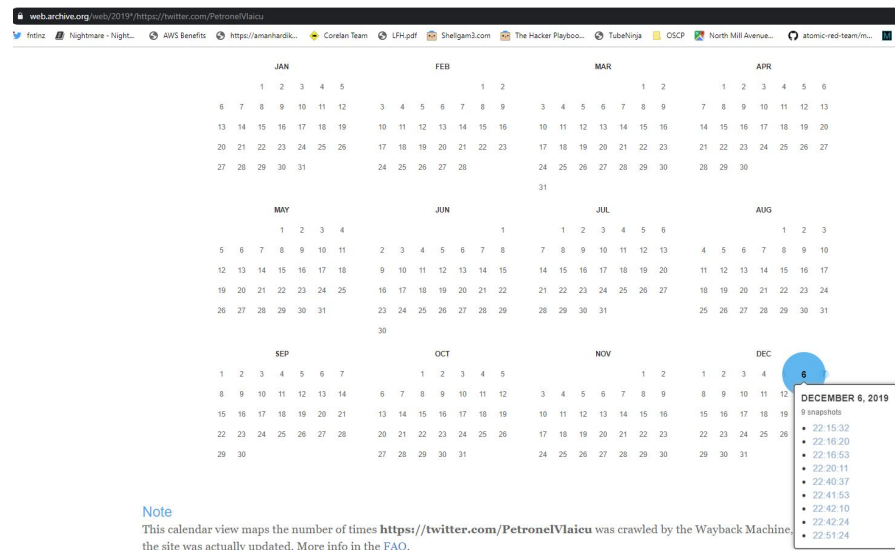 web.archive.org/web/2019*/https://twitter.com/PetronelVlaicu
fntlnz Nightmare - Night... AWS Benefits https://amanhardik... Corelan Team LFH.pdf Shellgam3.com The Hacker Playboo... TubeNinja OSCP North Mill Avenue... atomic-red-team/m...
JAN FEB MAR APR
1 2 3 4 5 1 2 1 2 1 2 3 4 5 6
6 7 8 9 10 11 12 3 4 5 6 7 8 9 3 4 5 6 7 8 9 7 8 9 10 11 12 13
13 14 15 16 17 18 19 10 11 12 13 14 15 16 10 11 12 13 14 15 16 14 15 16 17 18 19 20
20 21 22 23 24 25 26 17 18 19 20 21 22 23 17 18 19 20 21 22 23 21 22 23 24 25 26 27
27 28 29 30 31 24 25 26 27 28 24 25 26 27 28 29 30 28 29 30
31
MAY JUN JUL AUG
1 2 3 4 1 1 2 3 4 5 6 1 2 3
5 6 7 8 9 10 11 2 3 4 5 6 7 8 7 8 9 10 11 12 13 4 5 6 7 8 9 10
12 13 14 15 16 17 18 9 10 11 12 13 14 15 14 15 16 17 18 19 20 11 12 13 14 15 16 17
19 20 21 22 23 24 25 16 17 18 19 20 21 22 21 22 23 24 25 26 27 18 19 20 21 22 23 24
26 27 28 29 30 31 23 24 25 26 27 28 29 28 29 30 31 25 26 27 28 29 30 31
30
SEP OCT NOV DEC
1 2 3 4 5 6 7 1 2 3 4 5 1 2 1 2 3 4 6
8 9 10 11 12 13 14 6 7 8 9 10 11 12 3 4 5 6 7 8 9 8 9 10 11 12
15 16 17 18 19 20 21 13 14 15 16 17 18 19 10 11 12 13 14 15 16 15 16 17 18 19
22 23 24 25 26 27 28 20 21 22 23 24 25 26 17 18 19 20 21 22 23 22 23 24 25 26
29 30 27 28 29 30 31 24 25 26 27 28 29 30 29 30 31
DECEMBER 6, 2019
9 snapshots
22:15:32
22:16:20
22:16:53
22:20:11
22:40:37
22:41:53
22:42:10
22:42:24
22:51:24
Note
This calendar view maps the number of times https://twitter.com/PetronelVlaicu was crawled by the Wayback Machine,
the site was actually updated. More info in the FAQ.